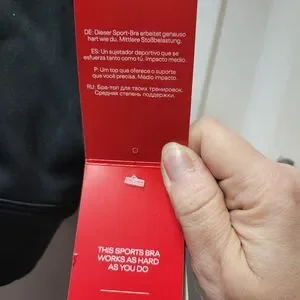 DE: Dieser Sport-Bra arbeitet genauso
hart wie du. Mittlere Stoßbelastung.
ES: Un sujetador deportivo que se
esfuerza tanto como tú. Impacto medio.
P: Um top que oferece o suporte
que você precisa. Médio impacto.
RU: Бра-топ для твоих тренировок.
Средняя степень поддержки.
THIS SPORTS BRA
WORKS AS HARD
AS YOU DO